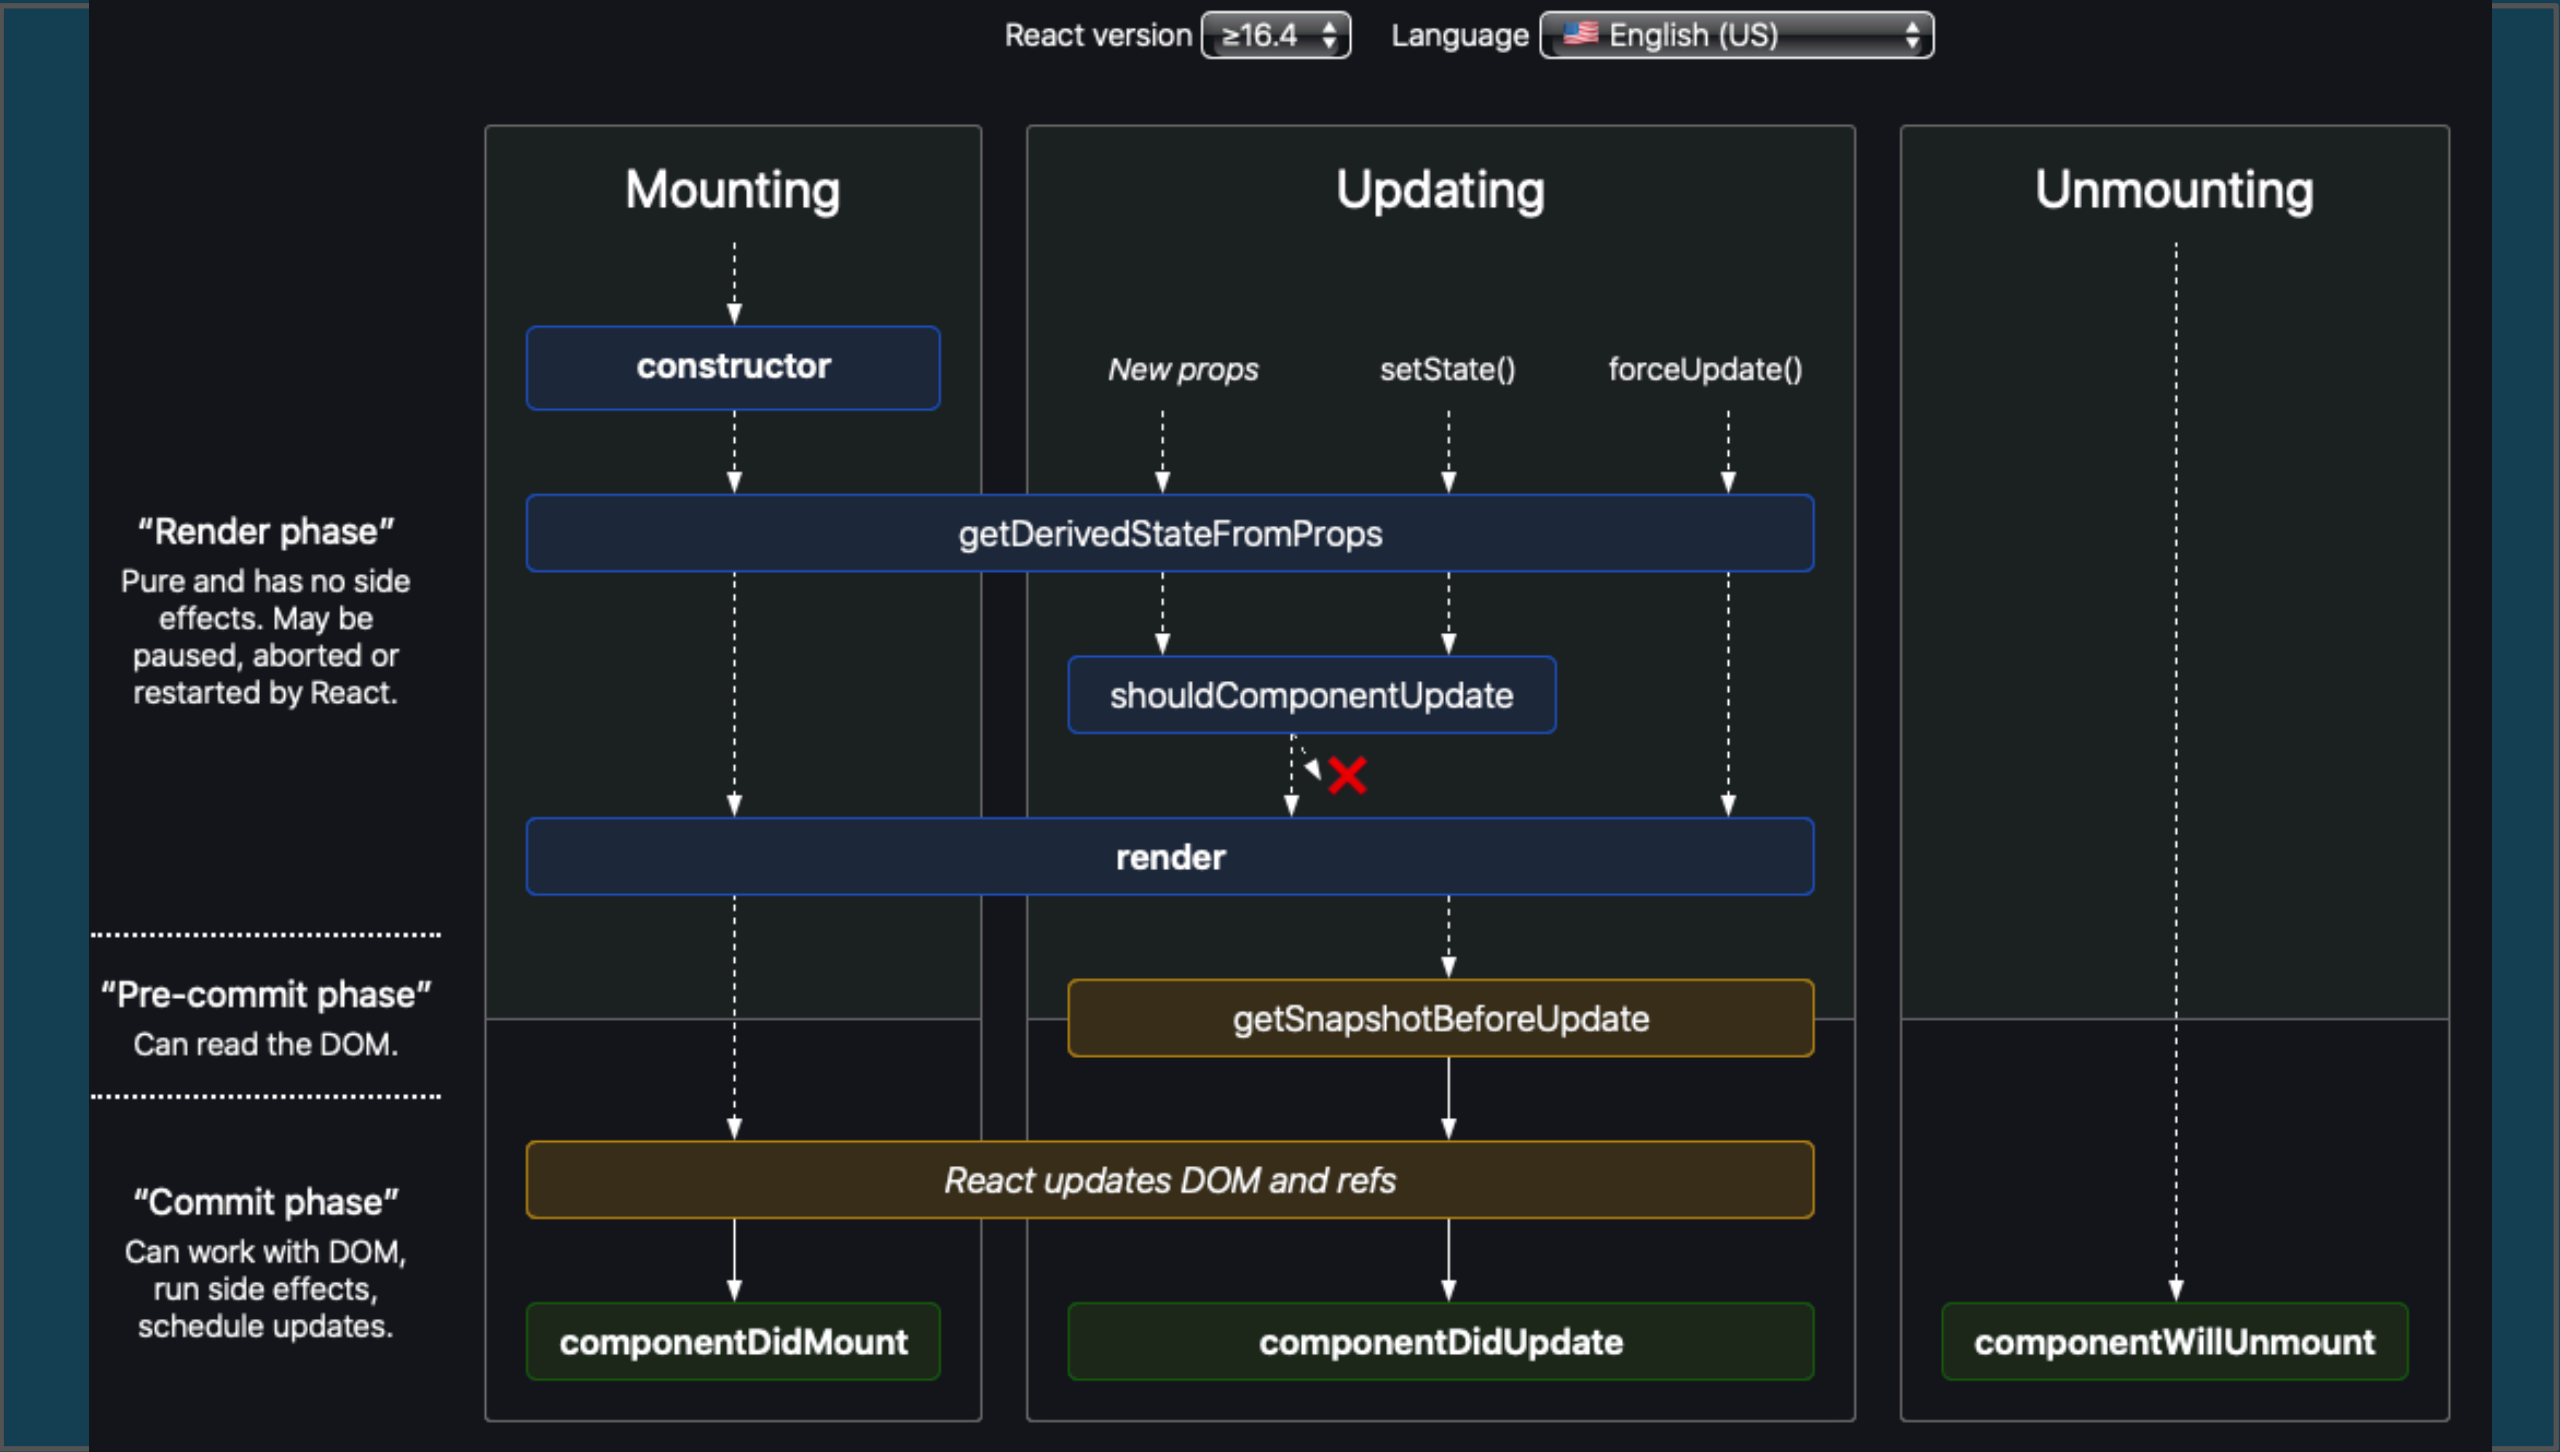 React version ≥16.4 Language English (US)
Mounting
Updating
Unmounting
constructor
New props
setState()
forceUpdate()
getDerivedStateFromProps
“Render phase”
Pure and has no side
effects. May be
paused, aborted or
restarted by React.
shouldComponentUpdate
render
“Pre-commit phase”
Can read the DOM.
getSnapshotBeforeUpdate
React updates DOM and refs
“Commit phase”
Can work with DOM,
run side effects,
schedule updates.
componentDidMount
componentDidUpdate
componentWillUnmount